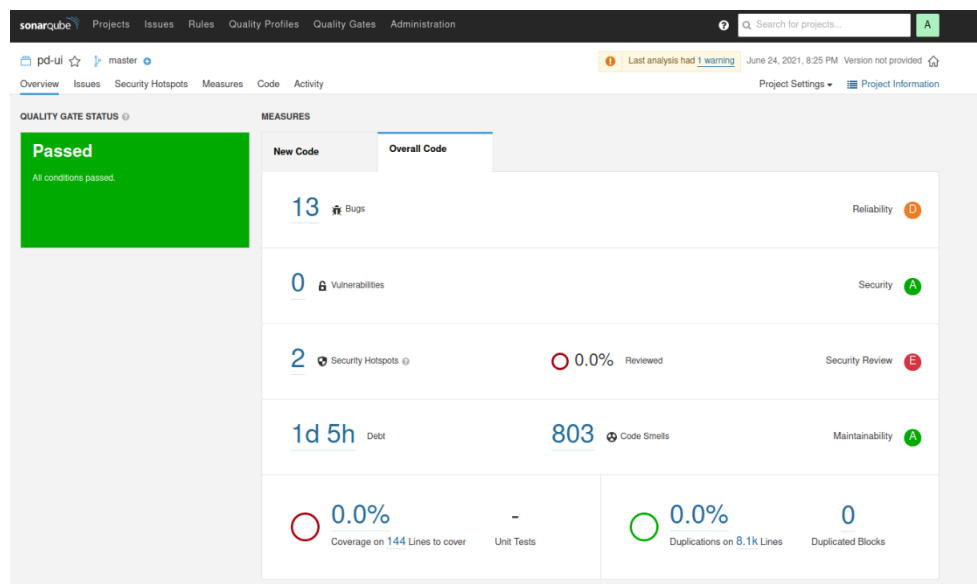 sonarqube Projects Issues Rules Quality Profiles Quality Gates Administration ? Search for projects... A
pd-ui master Last analysis had 1 warning June 24, 2021, 8:25 PM Version not provided
Overview Issues Security Hotspots Measures Code Activity Project Settings Project Information
QUALITY GATE STATUS ? MEASURES
Passed
All conditions passed.
New Code Overall Code
13 Bugs Reliability D
0 Vulnerabilities Security A
2 Security Hotspots ? 0.0% Reviewed Security Review E
1d 5h Debt 803 Code Smells Maintainability A
0.0% - 0.0% 0
Coverage on 144 Lines to cover Unit Tests Duplications on 8.1k Lines Duplicated Blocks